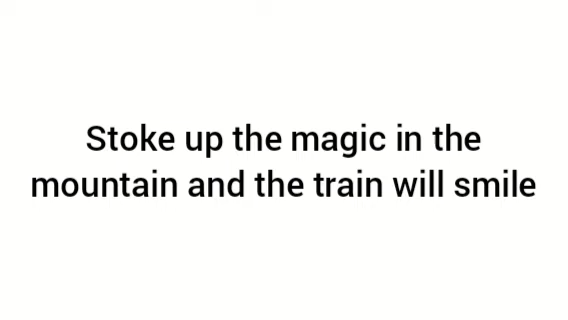 Stoke up the magic in the
mountain and the train will smile